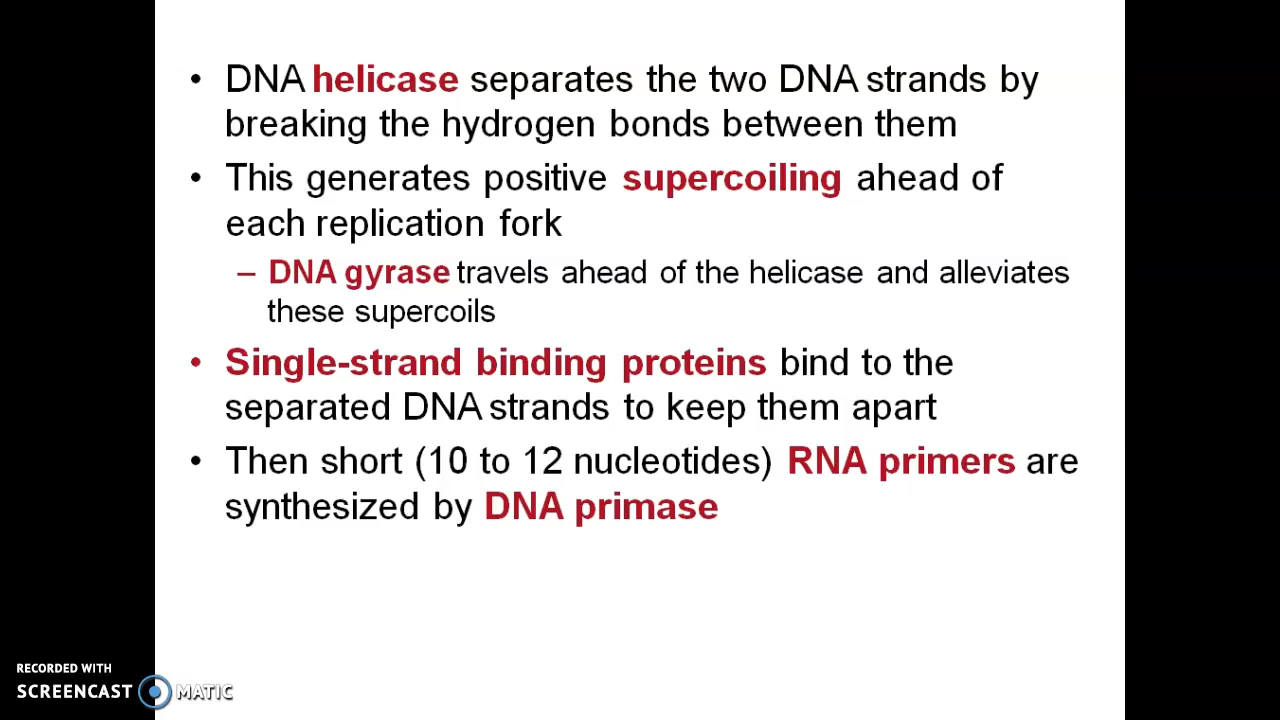 • DNA helicase separates the two DNA strands by
breaking the hydrogen bonds between them
• This generates positive supercoiling ahead of
each replication fork
– DNA gyrase travels ahead of the helicase and alleviates
these supercoils
• Single-strand binding proteins bind to the
separated DNA strands to keep them apart
• Then short (10 to 12 nucleotides) RNA primers are
synthesized by DNA primase
RECORDED WITH
SCREENCAST MATIC